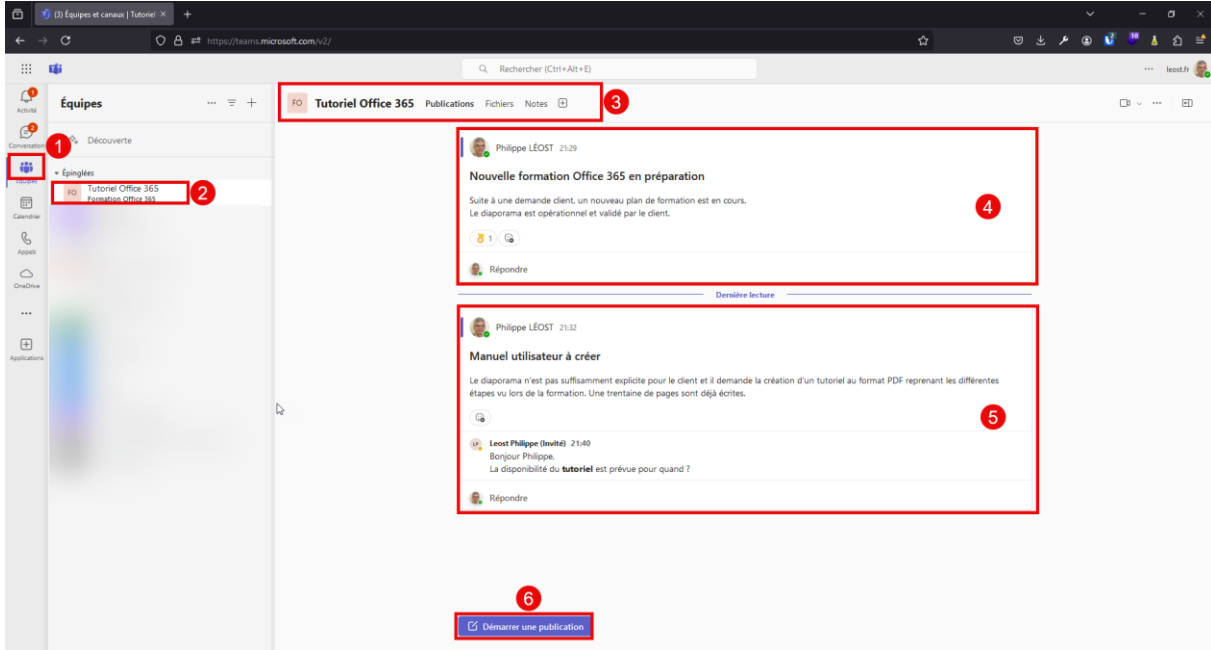 (3) Équipes et canaux | Tutoriel
https://teams.microsoft.com/v2/
10
Rechercher (Ctrl+Alt+E)
leost.fr
Activité
Conversation
2
Équipes
Calendrier
Appels
OneDrive
Applications
Équipes
1
Découverte
Épinglées
FO
Tutoriel Office 365
Formation Office 365
2
FO
Tutoriel Office 365
Publications
Fichiers
Notes
3
Philippe LÉOST 21:29
Nouvelle formation Office 365 en préparation
Suite à une demande client, un nouveau plan de formation est en cours.
Le diaporama est opérationnel et validé par le client.
4
1
Répondre
Dernière lecture
Philippe LÉOST 21:32
Manuel utilisateur à créer
Le diaporama n'est pas suffisamment explicite pour le client et il demande la création d'un tutoriel au format PDF reprenant les différentes
étapes vu lors de la formation. Une trentaine de pages sont déjà écrites.
5
LP
Leost Philippe (Invité) 21:40
Bonjour Philippe,
La disponibilité du tutoriel est prévue pour quand ?
Répondre
6
Démarrer une publication